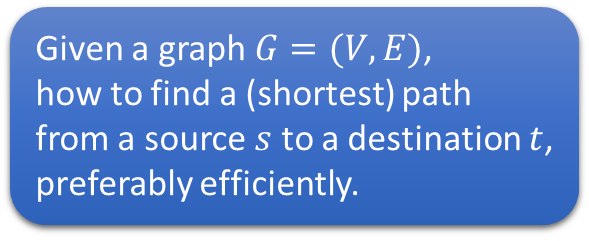 Given a graph G = (V, E),
how to find a (shortest) path
from a source s to a destination t,
preferably efficiently.